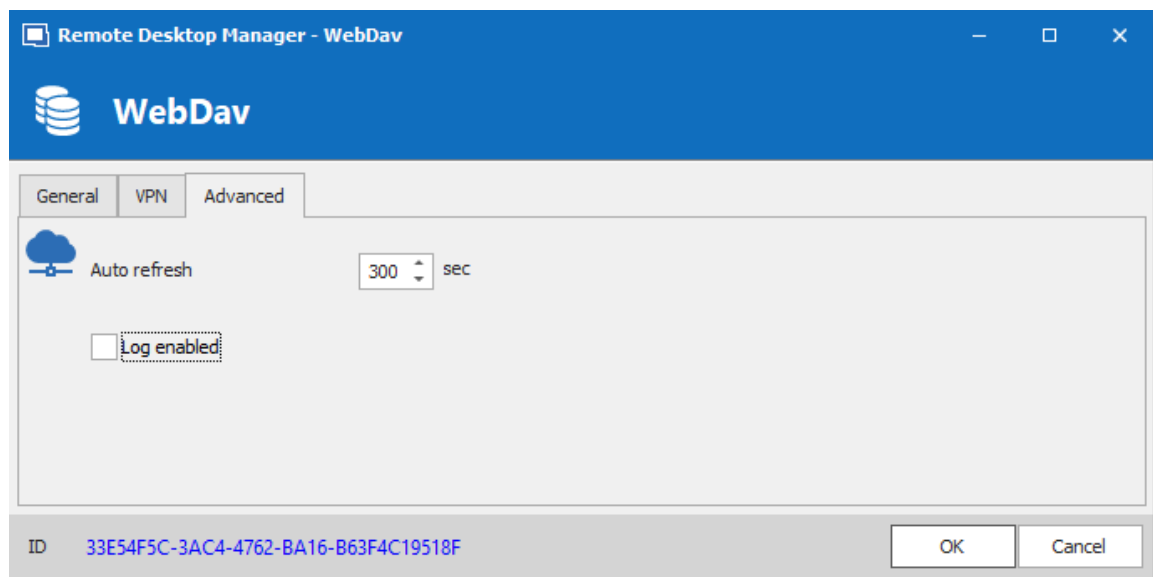 Remote Desktop Manager - WebDav
WebDav
General VPN Advanced
Auto refresh 300 sec
Log enabled
ID 33E54F5C-3AC4-4762-BA16-B63F4C19518F OK Cancel